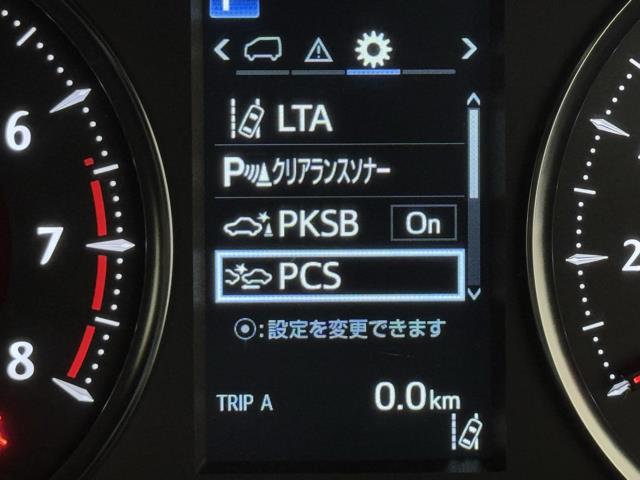 LTA
P クリアランスソナー
PKSB On
PCS
:設定を変更できます
TRIP A 0.0km
6
7
8
2